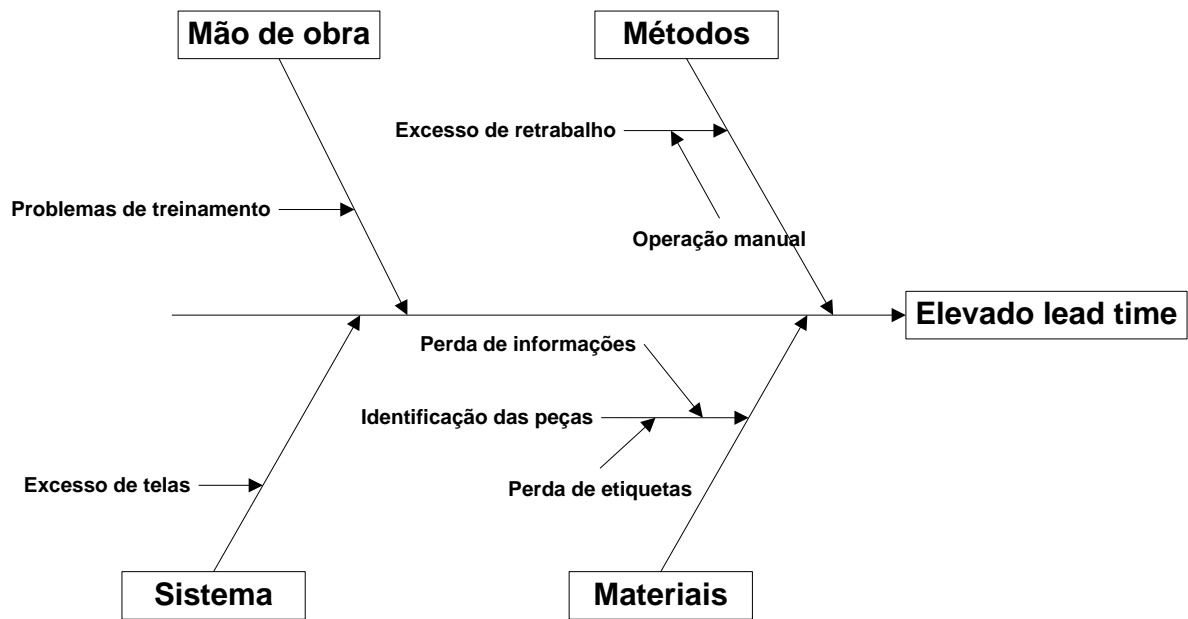 Mão de obra
Métodos
Excesso de retrabalho
Problemas de treinamento
Operação manual
Elevado lead time
Perda de informações
Identificação das peças
Excesso de telas
Perda de etiquetas
Sistema
Materiais